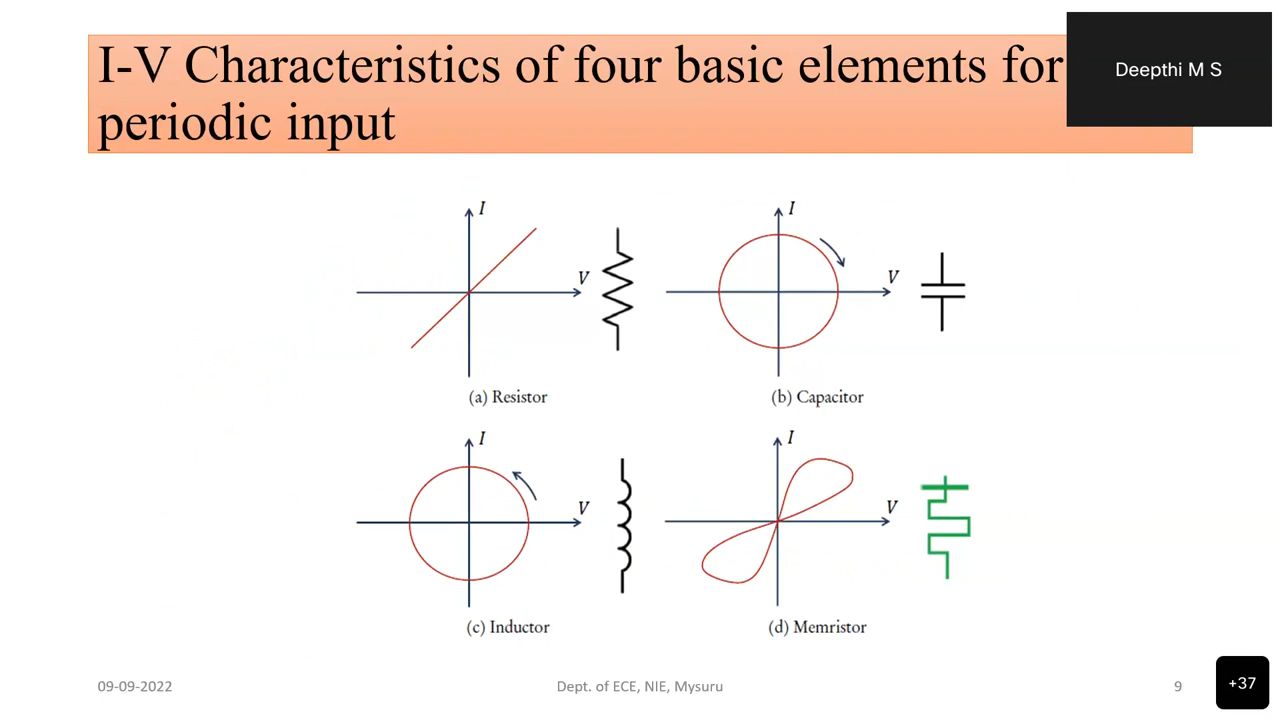 I-V Characteristics of four basic elements for
periodic input
Deepthi M S
I
V
I
V
(a) Resistor
(b) Capacitor
I
V
I
V
(c) Inductor
(d) Memristor
09-09-2022
Dept. of ECE, NIE, Mysuru
9
+37